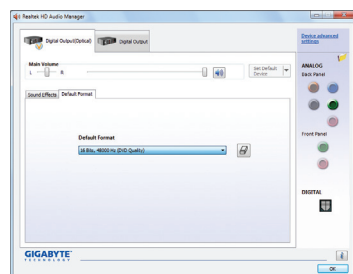 Realtek HD Audio Manager
Digital Output(Optical)
Digital Output
Device advanced
settings
Main Volume
L
R
Set Default
Device
ANALOG
Back Panel
Sound Effects
Default Format
Default Format
16 Bits, 48000 Hz (DVD Quality)
Front Panel
DIGITAL
GIGABYTE
TECHNOLOGY
OK